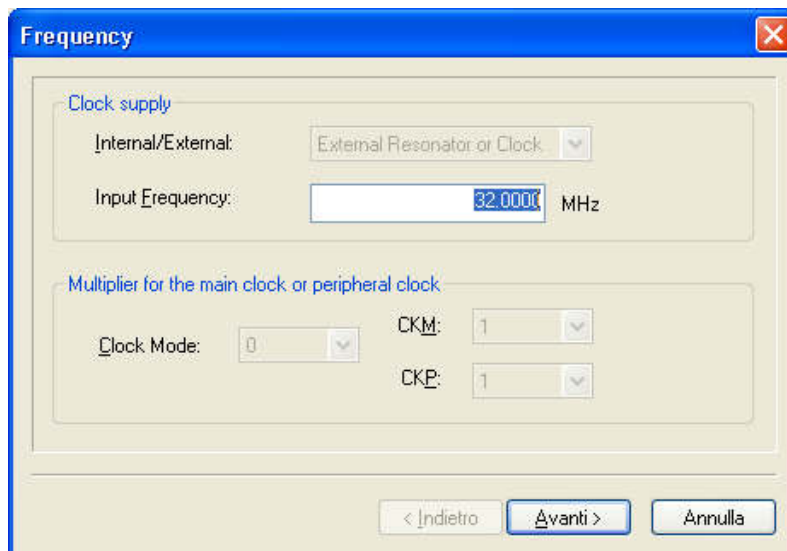 Frequency
Clock supply
Internal/External: External Resonator or Clock
Input Frequency: 32.0000 MHz
Multiplier for the main clock or peripheral clock
Clock Mode: 0
CKM: 1
CKP: 1
< Indietro Avanti > Annulla